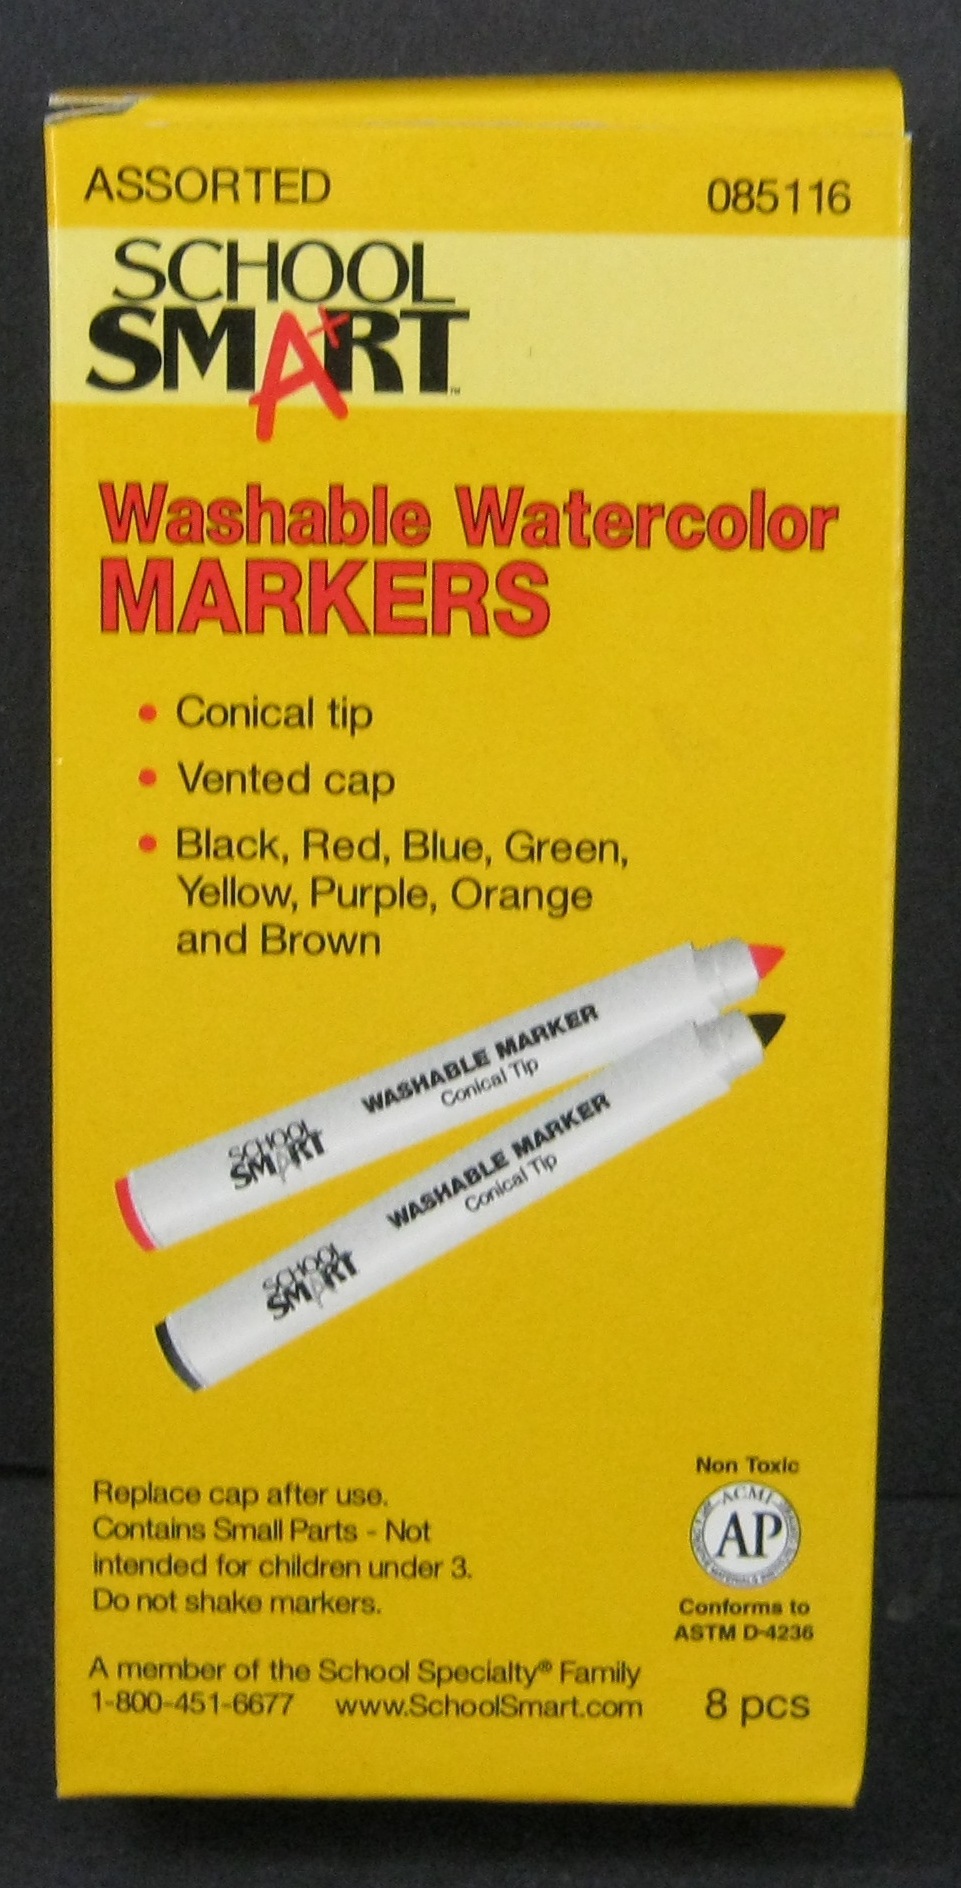 ASSORTED 085116
SCHOOL
SMA+RT™
Washable Watercolor
MARKERS
• Conical tip
• Vented cap
• Black, Red, Blue, Green,
Yellow, Purple, Orange
and Brown
WASHABLE MARKER
Conical Tip
SCHOOL
SMART
WASHABLE MARKER
Conical Tip
SCHOOL
SMART
Replace cap after use.
Contains Small Parts - Not
intended for children under 3.
Do not shake markers.
Non Toxic
ACMI
AP
Conforms to
ASTM D-4236
A member of the School Specialty® Family
1-800-451-6677 www.SchoolSmart.com
8 pcs